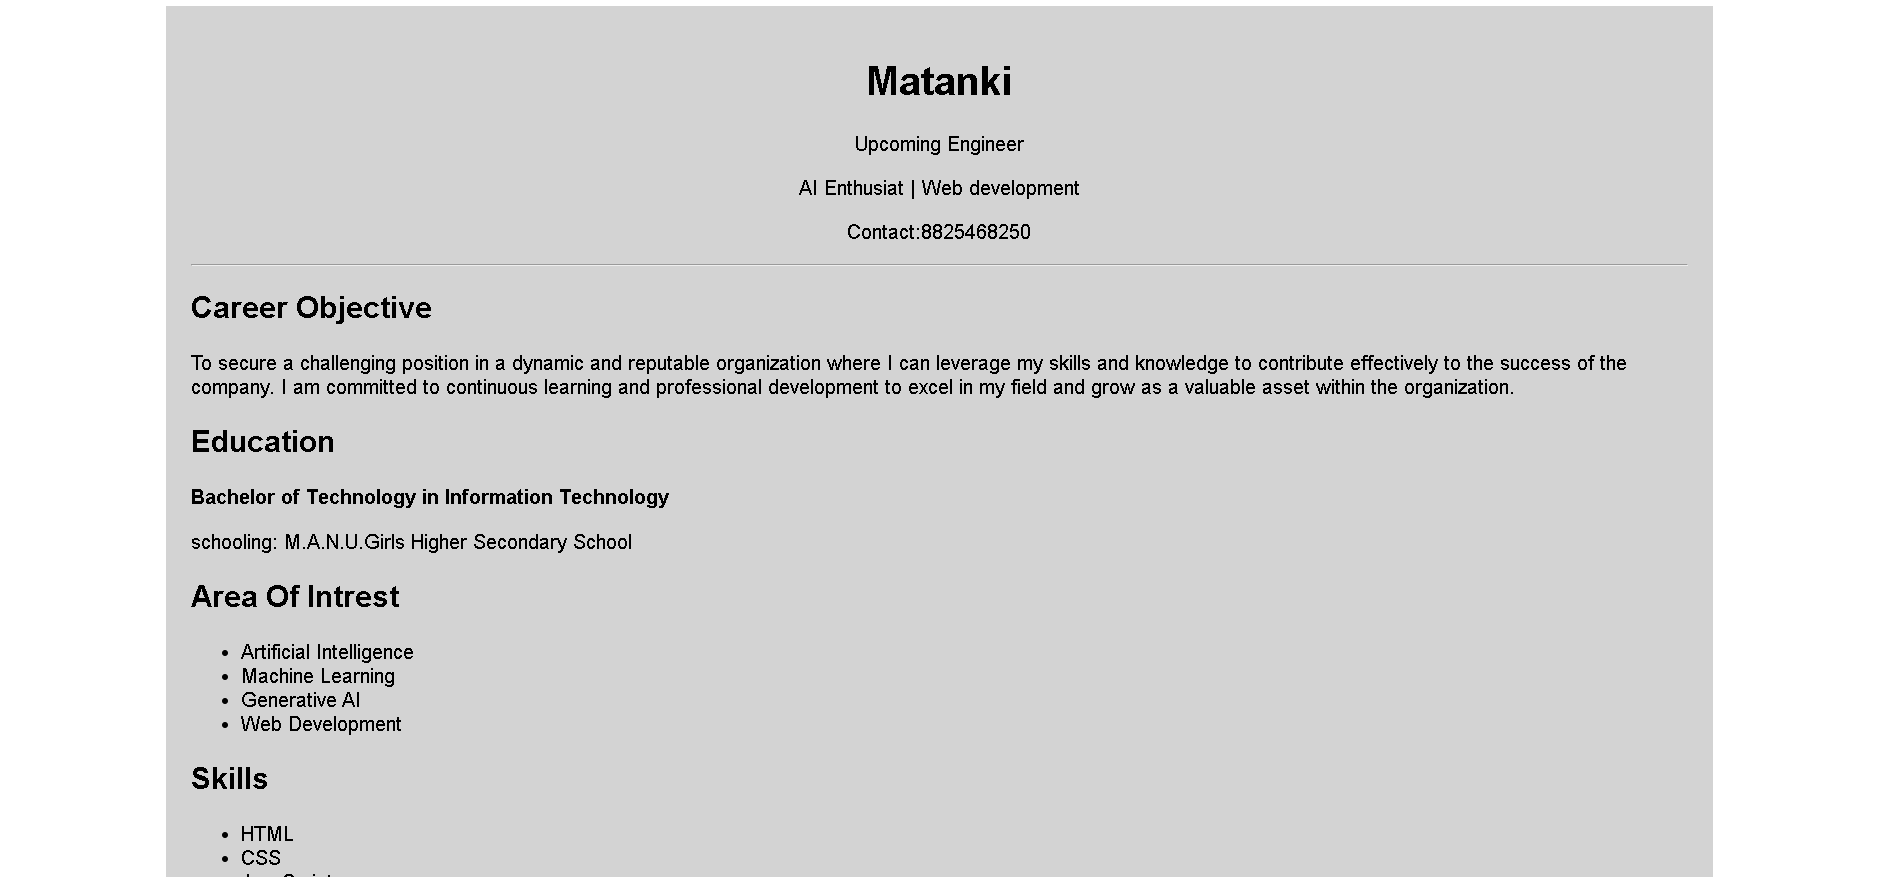 Matanki
Upcoming Engineer
AI Enthusiat | Web development
Contact:8825468250
Career Objective
To secure a challenging position in a dynamic and reputable organization where I can leverage my skills and knowledge to contribute effectively to the success of the
company. I am committed to continuous learning and professional development to excel in my field and grow as a valuable asset within the organization.
Education
Bachelor of Technology in Information Technology
schooling: M.A.N.U.Girls Higher Secondary School
Area Of Intrest
• Artificial Intelligence
• Machine Learning
• Generative AI
• Web Development
Skills
• HTML
• CSS